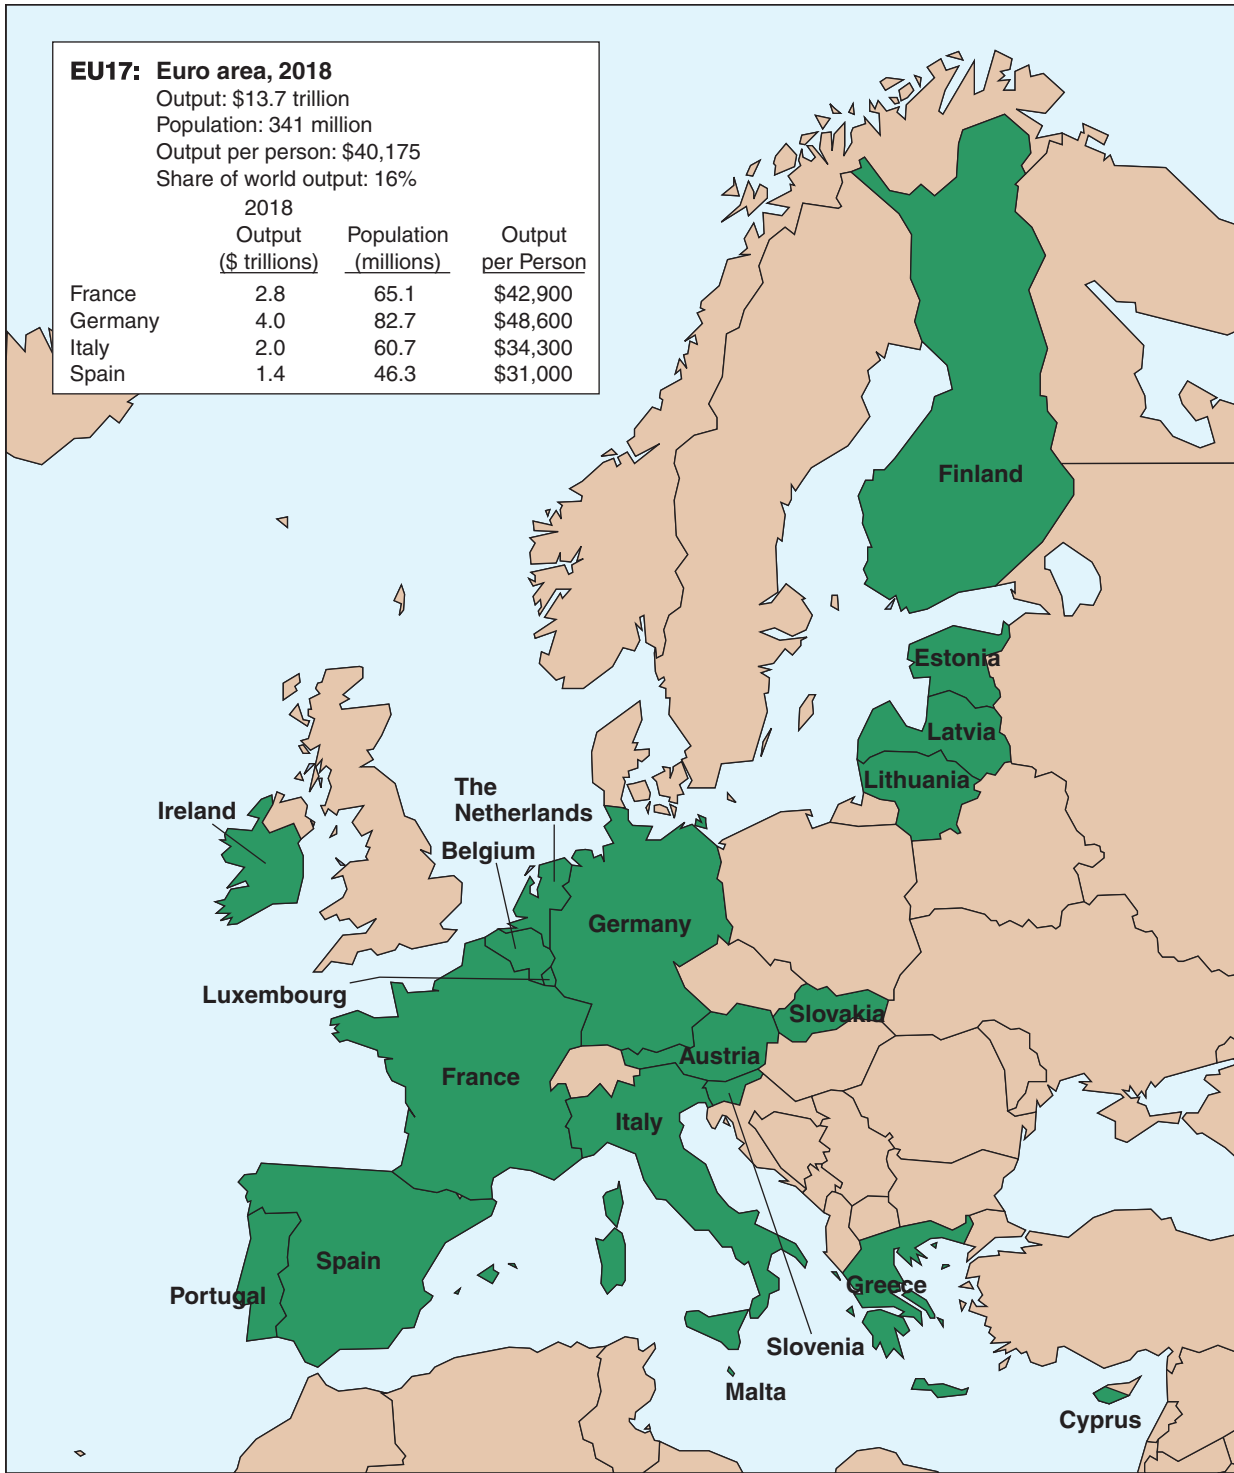 EU17: Euro area, 2018
Output: $13.7 trillion
Population: 341 million
Output per person: $40,175
Share of world output: 16%
2018
Output Population Output
($ trillions) (millions) per Person
France 2.8 65.1 $42,900
Germany 4.0 82.7 $48,600
Italy 2.0 60.7 $34,300
Spain 1.4 46.3 $31,000
Finland
Estonia
Latvia
Lithuania
The
Netherlands
Ireland
Belgium
Germany
Luxembourg
Slovakia
Austria
France
Italy
Spain
Portugal
Greece
Slovenia
Malta
Cyprus